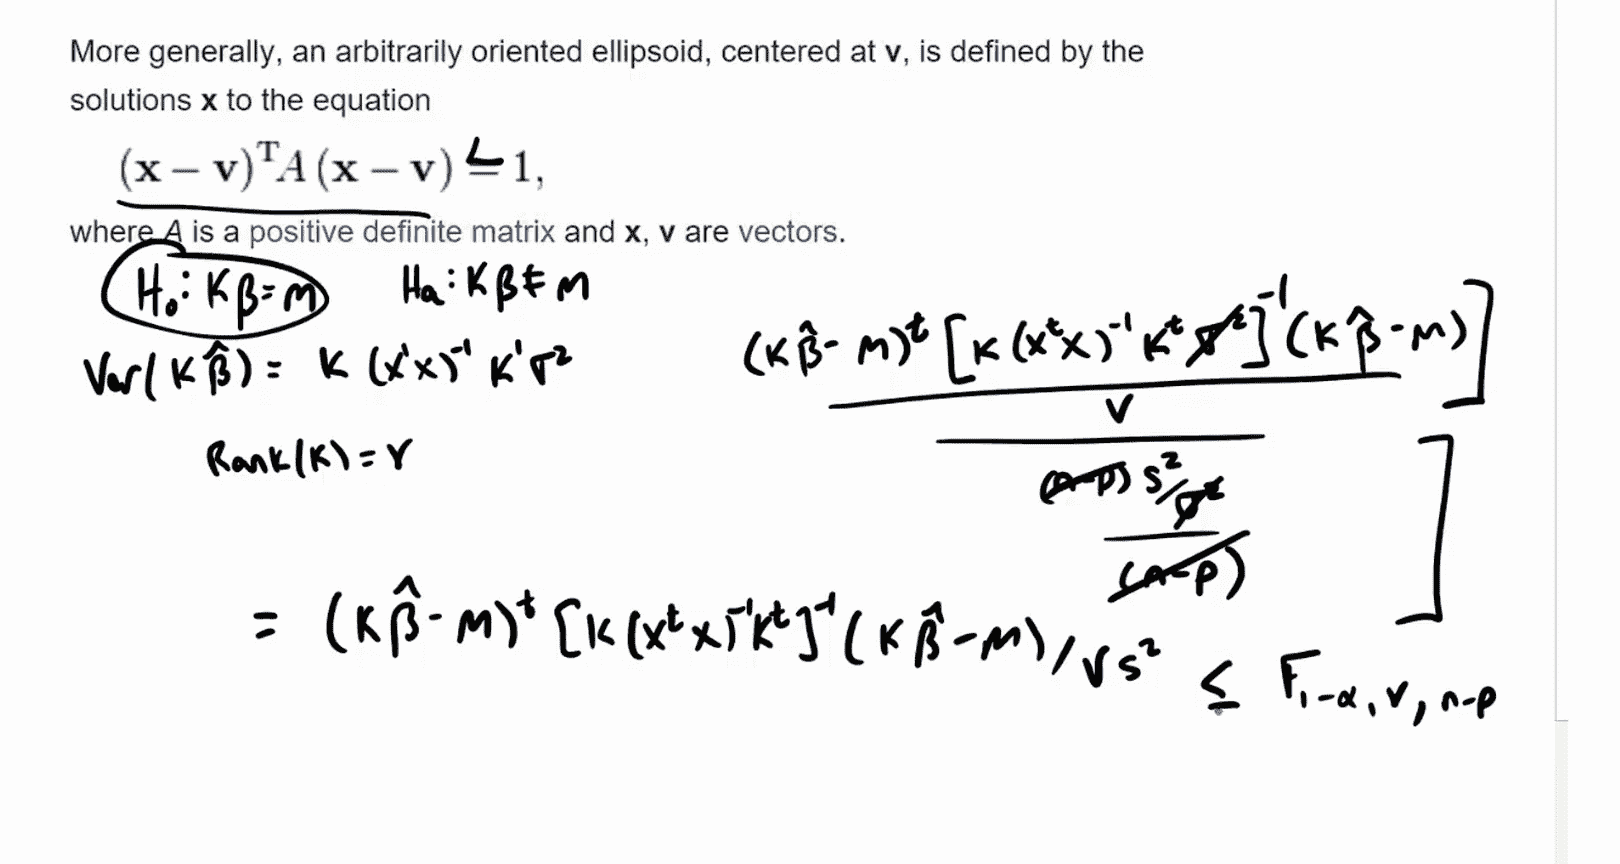 More generally, an arbitrarily oriented ellipsoid, centered at v, is defined by the
solutions x to the equation
(x − v)ᵀA (x − v) ≤ 1,
where A is a positive definite matrix and x, v are vectors.
H₀: Kβ=m Hₐ: Kβ≠m
Var(Kβ̂) = K (X'X)⁻¹ K'σ²
Rank(K) = r
(Kβ̂-m)ᵗ [K(XᵗX)⁻¹Kᵗσ²]⁻¹(Kβ̂-m)]
r
(n-p) s²/σ² ]
(n-p)
= (Kβ̂-m)ᵗ [K(XᵗX)⁻¹Kᵗ]⁻¹(Kβ̂-m)/rs² ≤ F₁₋α, r, n-p